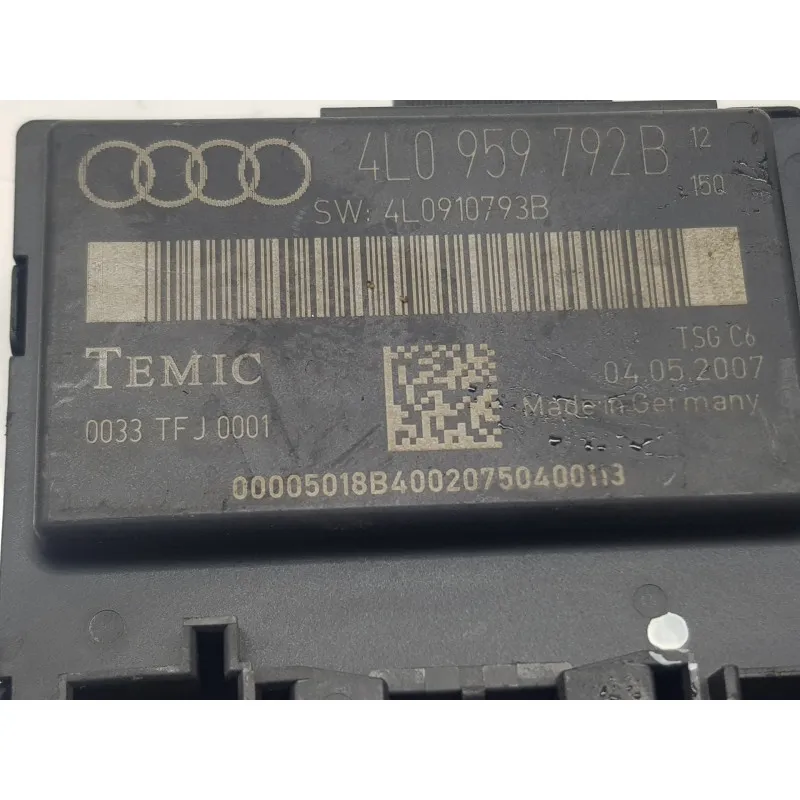 4L0 959 792B 12
15Q
SW: 4L0910793B
TSG C6
TEMIC
04.05.2007
Made in Germany
0033 TFJ 0001
00005018B40020750400113